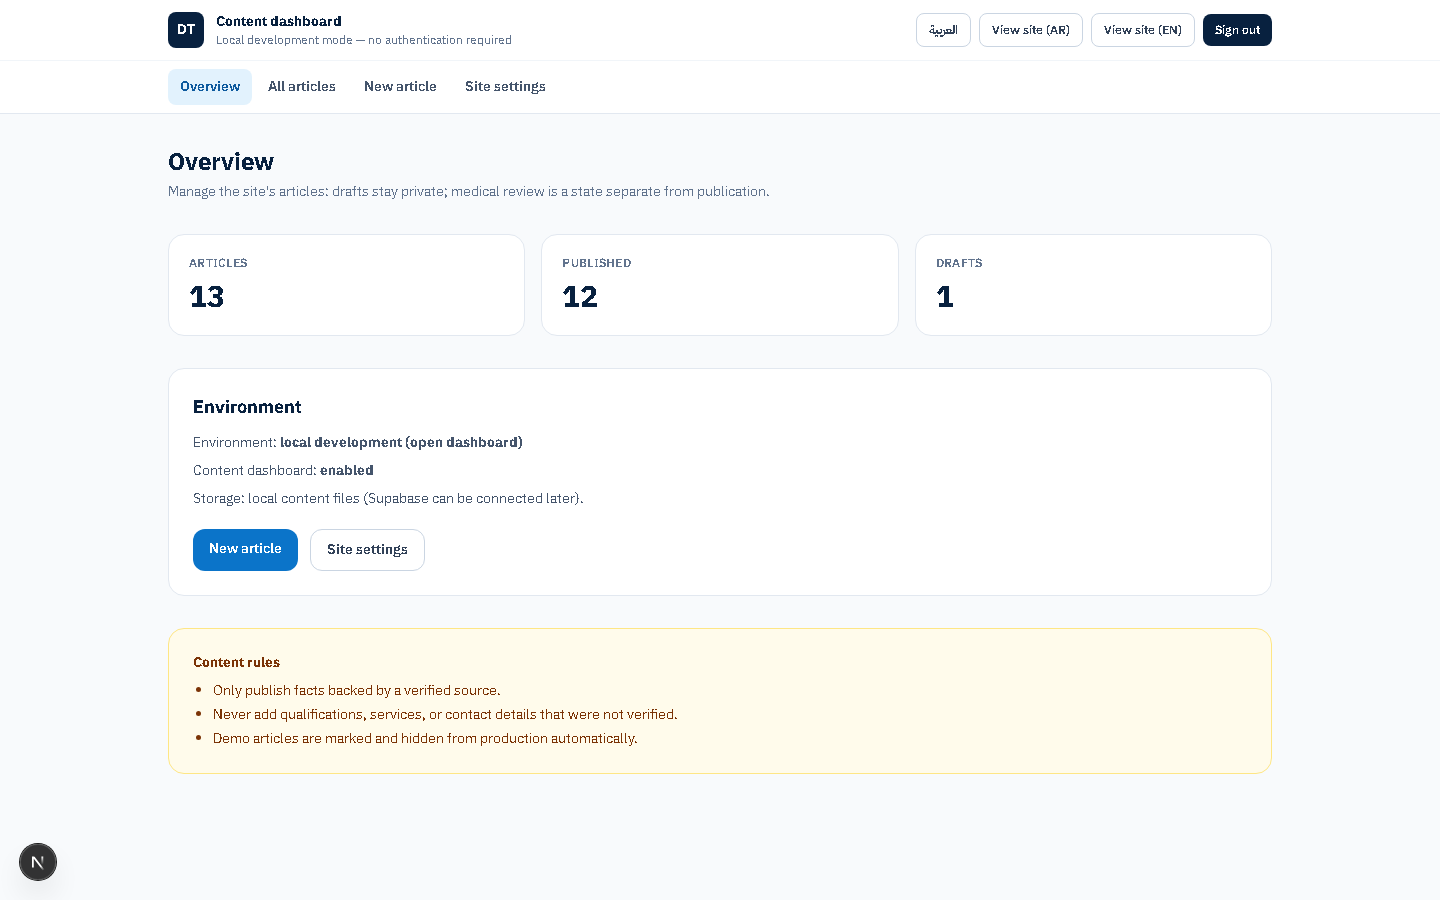 DT
Content dashboard
Local development mode — no authentication required
العربية
View site (AR)
View site (EN)
Sign out
Overview
All articles
New article
Site settings
Overview
Manage the site's articles: drafts stay private; medical review is a state separate from publication.
ARTICLES
13
PUBLISHED
12
DRAFTS
1
Environment
Environment: local development (open dashboard)
Content dashboard: enabled
Storage: local content files (Supabase can be connected later).
New article
Site settings
Content rules
Only publish facts backed by a verified source.
Never add qualifications, services, or contact details that were not verified.
Demo articles are marked and hidden from production automatically.
N